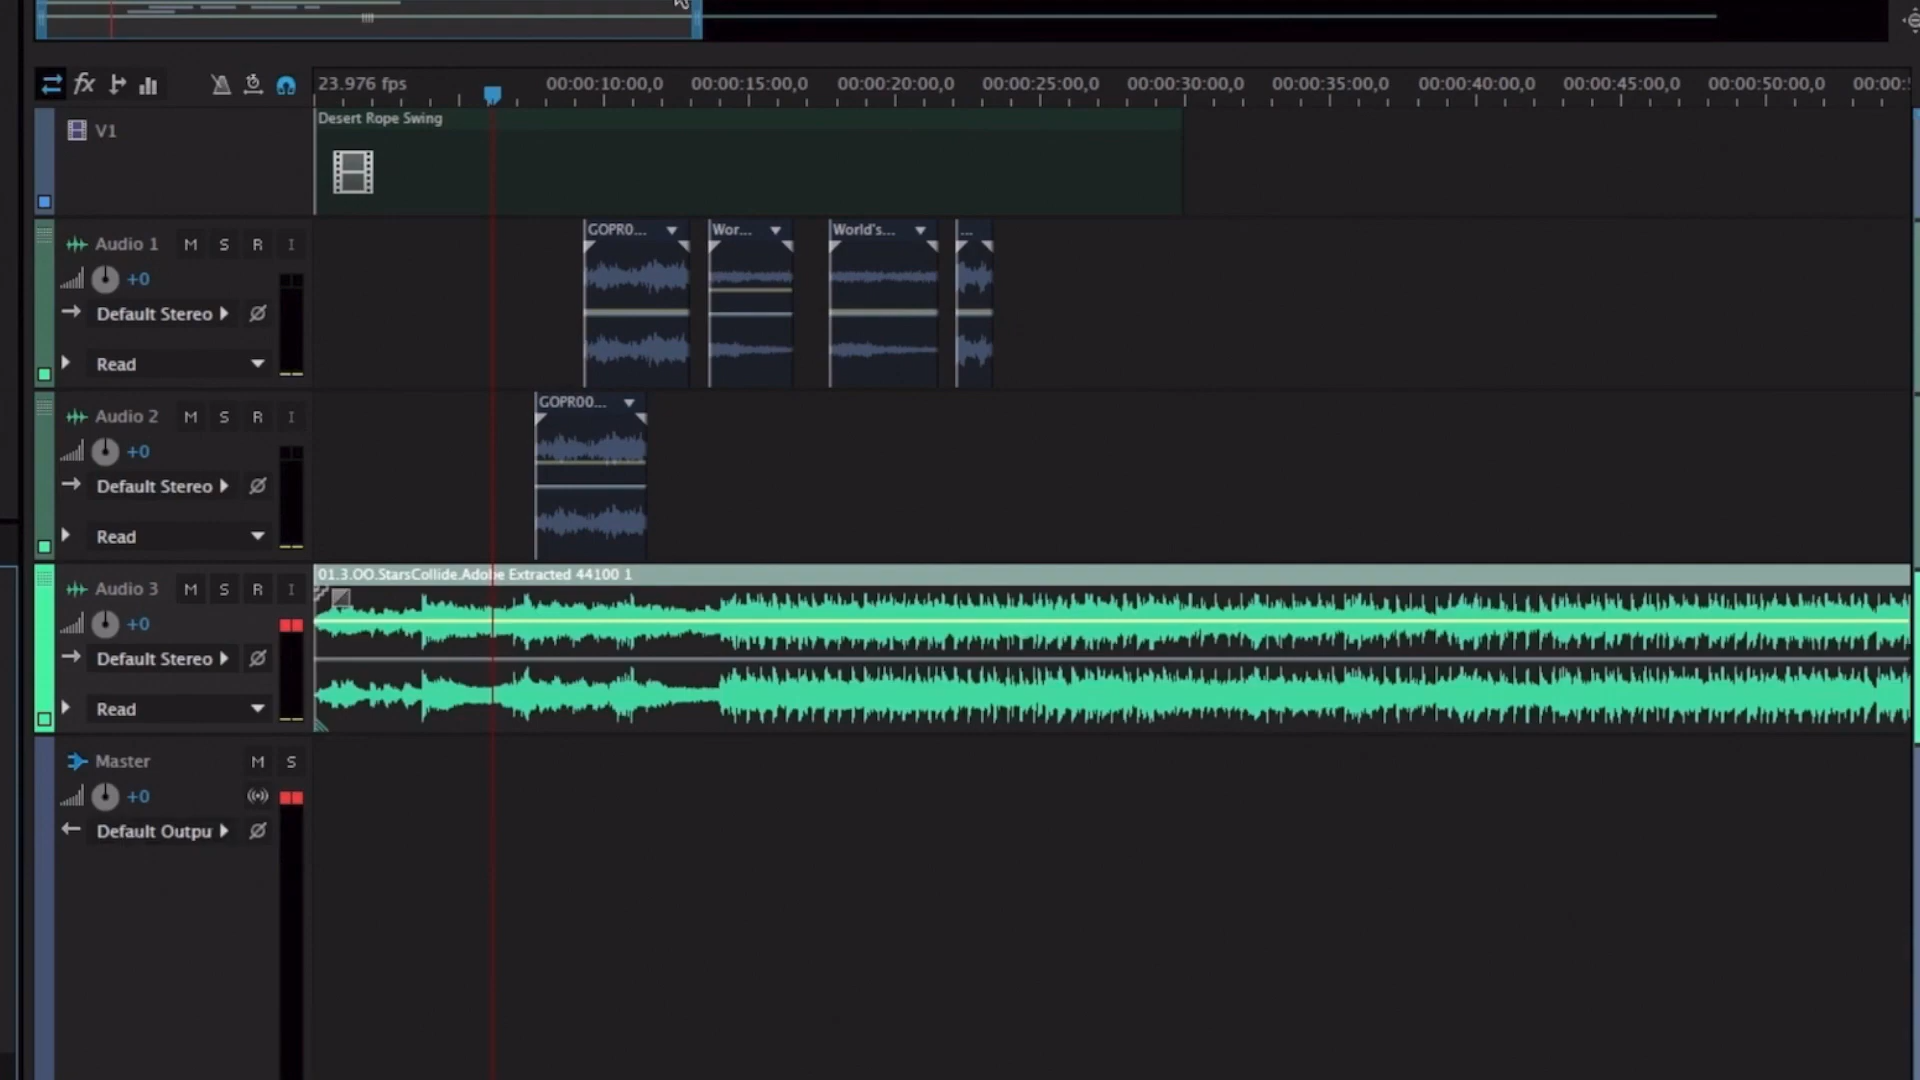 fx 23.976 fps 00:00:10:00,0 00:00:15:00,0 00:00:20:00,0 00:00:25:00,0 00:00:30:00,0 00:00:35:00,0 00:00:40:00,0 00:00:45:00,0 00:00:50:00,0 00:00:
Desert Rope Swing
V1
GOPR0... Wor... World's... ...
Audio 1 M S R I
+0
Default Stereo
Read
GOPR00...
Audio 2 M S R I
+0
Default Stereo
Read
01.3.OO.StarsCollide.Adobe Extracted 44100 1
Audio 3 M S R I
+0
Default Stereo
Read
Master M S
+0
Default Outpu